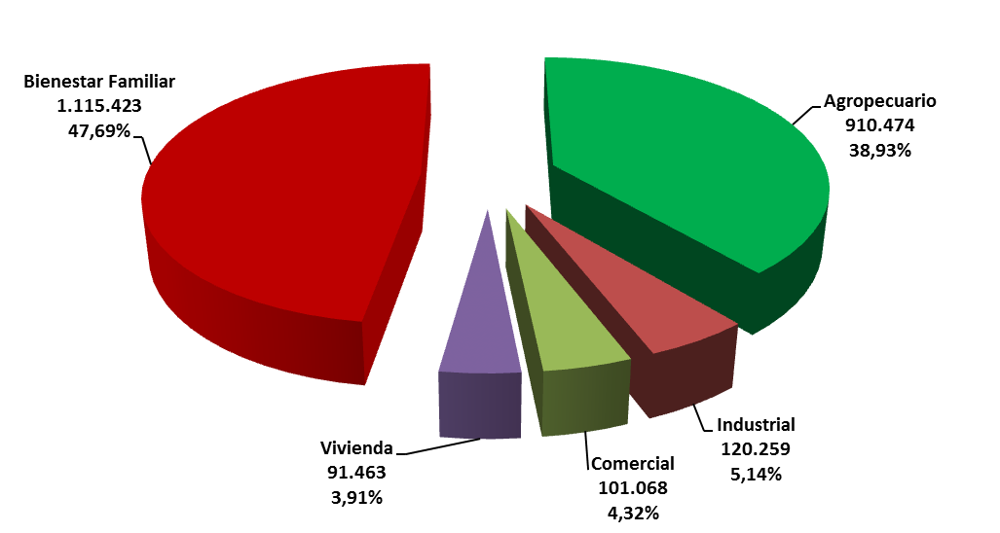 Bienestar Familiar
1.115.423
47,69%
Agropecuario
910.474
38,93%
Industrial
120.259
5,14%
Comercial
101.068
4,32%
Vivienda
91.463
3,91%